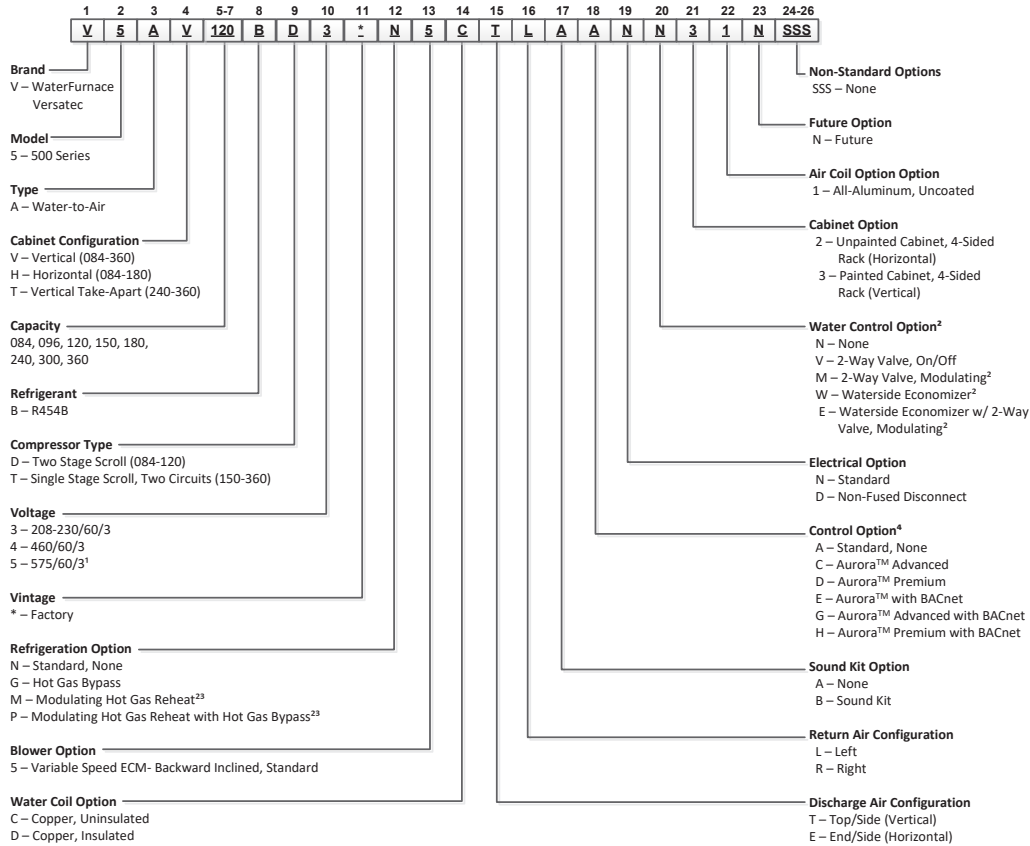 1 2 3 4 5-7 8 9 10 11 12 13 14 15 16 17 18 19 20 21 22 23 24-26
V 5 A V 120 B D 3 * N 5 C T L A A N N 3 1 N SSS
Brand
V – WaterFurnace
Versatec
Model
5 – 500 Series
Type
A – Water-to-Air
Cabinet Configuration
V – Vertical (084-360)
H – Horizontal (084-180)
T – Vertical Take-Apart (240-360)
Capacity
084, 096, 120, 150, 180,
240, 300, 360
Refrigerant
B – R454B
Compressor Type
D – Two Stage Scroll (084-120)
T – Single Stage Scroll, Two Circuits (150-360)
Voltage
3 – 208-230/60/3
4 – 460/60/3
5 – 575/60/3¹
Vintage
* – Factory
Refrigeration Option
N – Standard, None
G – Hot Gas Bypass
M – Modulating Hot Gas Reheat²³
P – Modulating Hot Gas Reheat with Hot Gas Bypass²³
Blower Option
5 – Variable Speed ECM- Backward Inclined, Standard
Water Coil Option
C – Copper, Uninsulated
D – Copper, Insulated
Non-Standard Options
SSS – None
Future Option
N – Future
Air Coil Option Option
1 – All-Aluminum, Uncoated
Cabinet Option
2 – Unpainted Cabinet, 4-Sided
Rack (Horizontal)
3 – Painted Cabinet, 4-Sided
Rack (Vertical)
Water Control Option²
N – None
V – 2-Way Valve, On/Off
M – 2-Way Valve, Modulating²
W – Waterside Economizer²
E – Waterside Economizer w/ 2-Way
Valve, Modulating²
Electrical Option
N – Standard
D – Non-Fused Disconnect
Control Option⁴
A – Standard, None
C – Aurora™ Advanced
D – Aurora™ Premium
E – Aurora™ with BACnet
G – Aurora™ Advanced with BACnet
H – Aurora™ Premium with BACnet
Sound Kit Option
A – None
B – Sound Kit
Return Air Configuration
L – Left
R – Right
Discharge Air Configuration
T – Top/Side (Vertical)
E – End/Side (Horizontal)